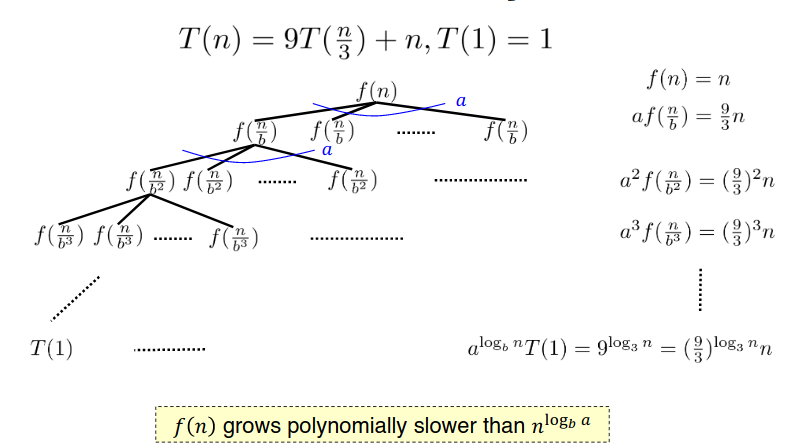 T(n) = 9T(n/3) + n, T(1) = 1
f(n) a f(n) = n
f(n/b) f(n/b) ........ f(n/b) af(n/b) = 9/3 n
a
f(n/b²) f(n/b²) ........ f(n/b²) ................ a²f(n/b²) = (9/3)²n
f(n/b³) f(n/b³) ........ f(n/b³) ................ a³f(n/b³) = (9/3)³n
T(1) ............ a^{log_b n}T(1) = 9^{log_3 n} = (9/3)^{log_3 n}n
f(n) grows polynomially slower than n^{log_b a}